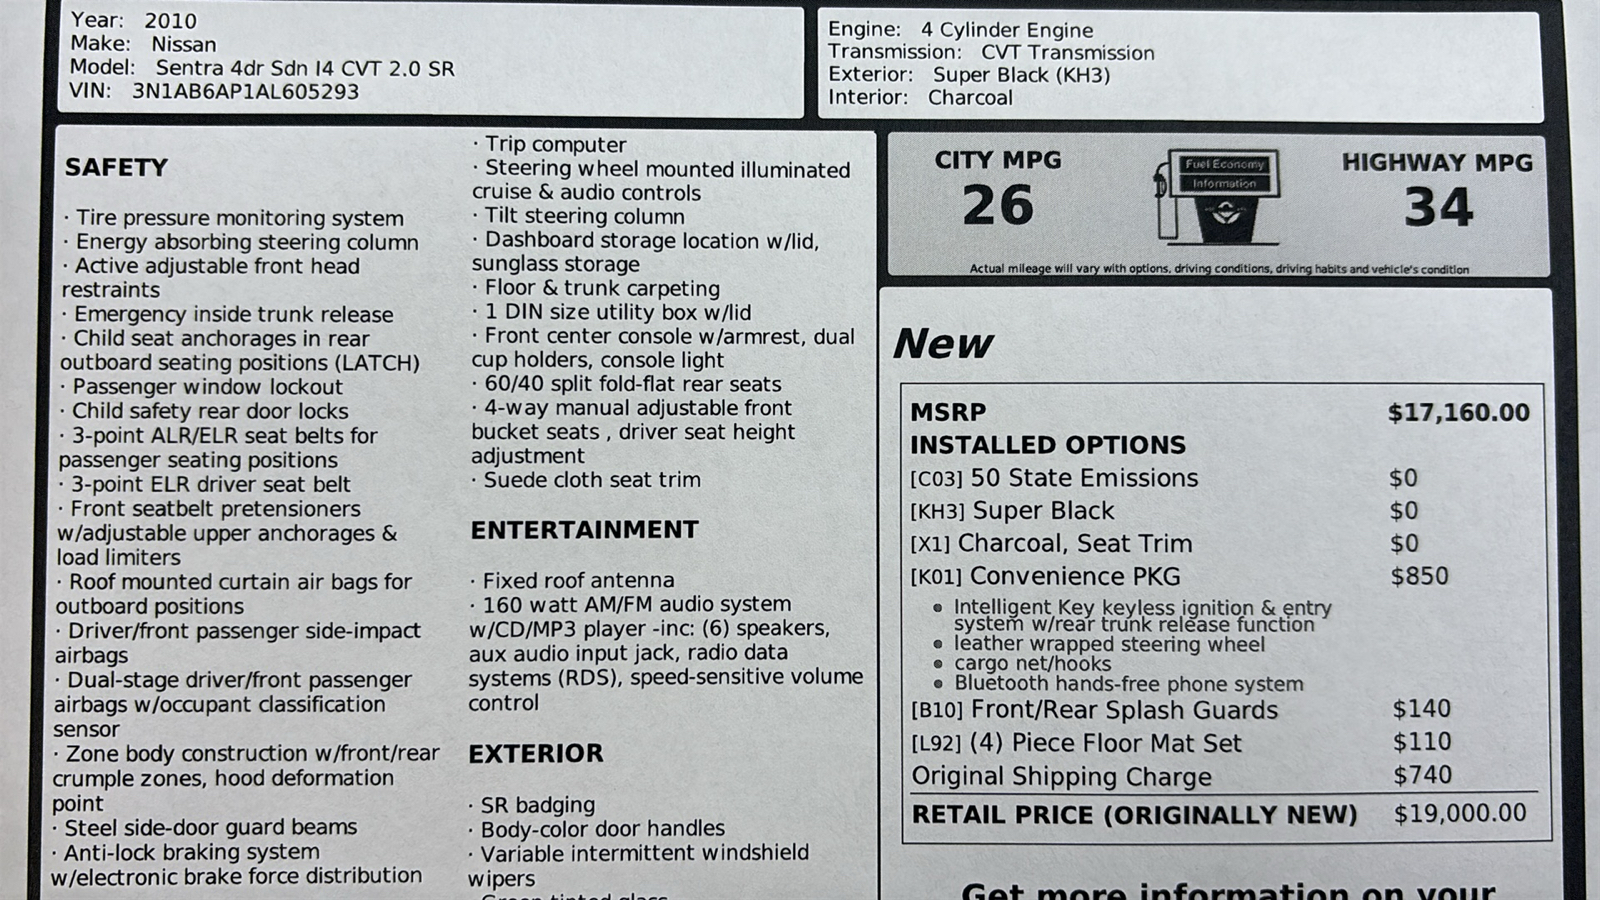 Year: 2010
Make: Nissan
Model: Sentra 4dr Sdn I4 CVT 2.0 SR
VIN: 3N1AB6AP1AL605293
Engine: 4 Cylinder Engine
Transmission: CVT Transmission
Exterior: Super Black (KH3)
Interior: Charcoal
SAFETY
· Tire pressure monitoring system
· Energy absorbing steering column
· Active adjustable front head
restraints
· Emergency inside trunk release
· Child seat anchorages in rear
outboard seating positions (LATCH)
· Passenger window lockout
· Child safety rear door locks
· 3-point ALR/ELR seat belts for
passenger seating positions
· 3-point ELR driver seat belt
· Front seatbelt pretensioners
w/adjustable upper anchorages &
load limiters
· Roof mounted curtain air bags for
outboard positions
· Driver/front passenger side-impact
airbags
· Dual-stage driver/front passenger
airbags w/occupant classification
sensor
· Zone body construction w/front/rear
crumple zones, hood deformation
point
· Steel side-door guard beams
· Anti-lock braking system
w/electronic brake force distribution
· Trip computer
· Steering wheel mounted illuminated
cruise & audio controls
· Tilt steering column
· Dashboard storage location w/lid,
sunglass storage
· Floor & trunk carpeting
· 1 DIN size utility box w/lid
· Front center console w/armrest, dual
cup holders, console light
· 60/40 split fold-flat rear seats
· 4-way manual adjustable front
bucket seats , driver seat height
adjustment
· Suede cloth seat trim
ENTERTAINMENT
· Fixed roof antenna
· 160 watt AM/FM audio system
w/CD/MP3 player -inc: (6) speakers,
aux audio input jack, radio data
systems (RDS), speed-sensitive volume
control
EXTERIOR
· SR badging
· Body-color door handles
· Variable intermittent windshield
wipers
· Green tinted glass
CITY MPG
26
Fuel Economy
Information
HIGHWAY MPG
34
Actual mileage will vary with options, driving conditions, driving habits and vehicle's condition
New
MSRP $17,160.00
INSTALLED OPTIONS
[C03] 50 State Emissions $0
[KH3] Super Black $0
[X1] Charcoal, Seat Trim $0
[K01] Convenience PKG $850
• Intelligent Key keyless ignition & entry
system w/rear trunk release function
• leather wrapped steering wheel
• cargo net/hooks
• Bluetooth hands-free phone system
[B10] Front/Rear Splash Guards $140
[L92] (4) Piece Floor Mat Set $110
Original Shipping Charge $740
RETAIL PRICE (ORIGINALLY NEW) $19,000.00
Get more information on your